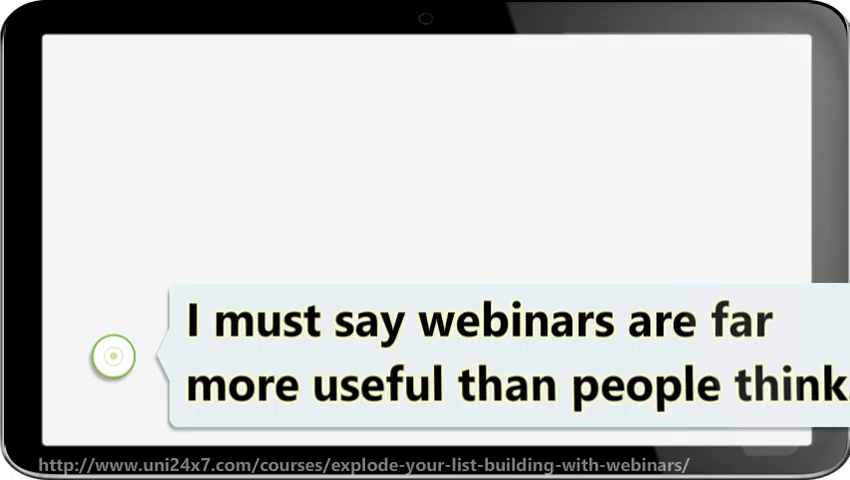 I must say webinars are far
more useful than people think.
http://www.uni24x7.com/courses/explode-your-list-building-with-webinars/